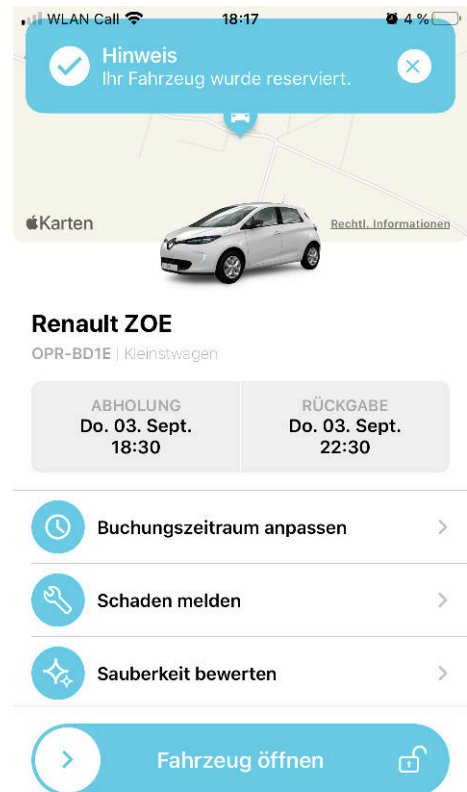 WLAN Call 18:17 4 %
Hinweis
Ihr Fahrzeug wurde reserviert.
Karten
Rechtl. Informationen
Renault ZOE
OPR-BD1E | Kleinstwagen
ABHOLUNG
Do. 03. Sept.
18:30
RÜCKGABE
Do. 03. Sept.
22:30
Buchungszeitraum anpassen
Schaden melden
Sauberkeit bewerten
Fahrzeug öffnen